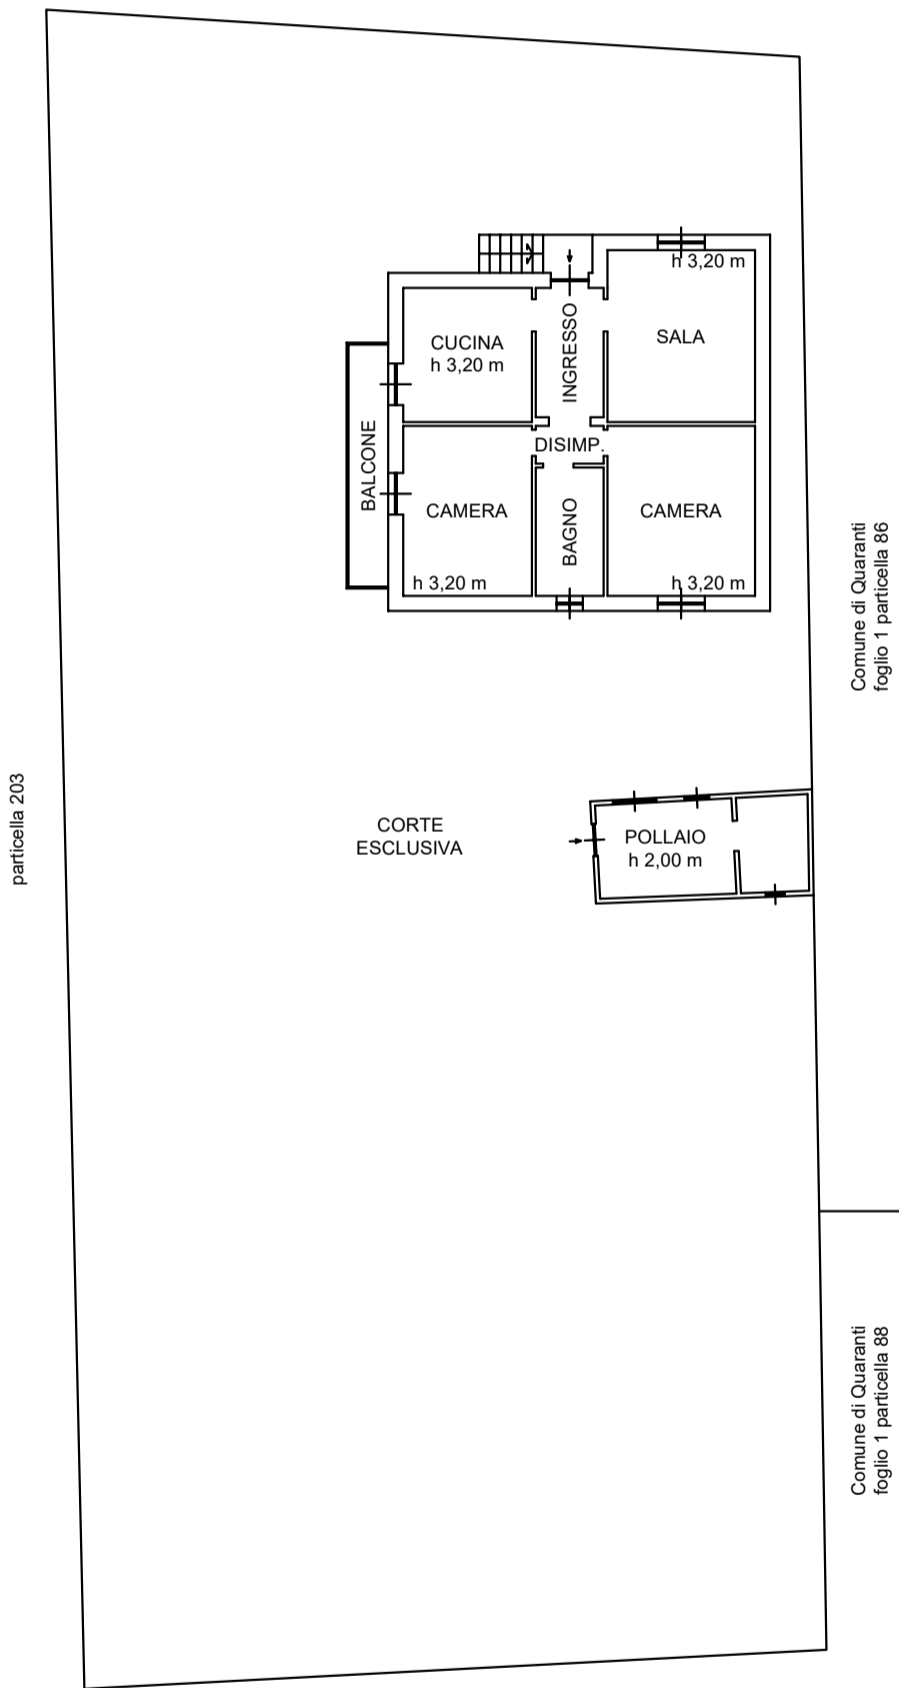 h 3,20 m
SALA
INGRESSO
CUCINA
h 3,20 m
BALCONE
DISIMP.
CAMERA
h 3,20 m
BAGNO
CAMERA
h 3,20 m
Comune di Quaranti
foglio 1 particella 86
particella 203
CORTE
ESCLUSIVA
POLLAIO
h 2,00 m
Comune di Quaranti
foglio 1 particella 88